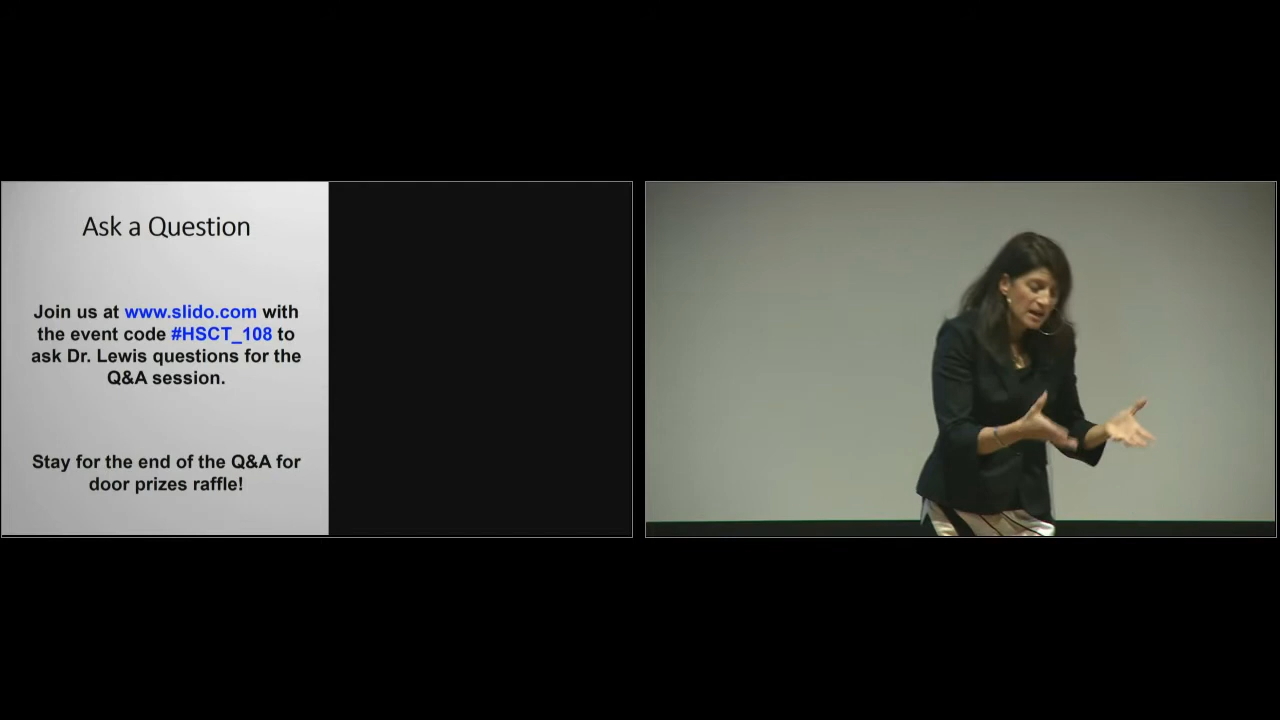 Ask a Question
Join us at www.slido.com with
the event code #HSCT_108 to
ask Dr. Lewis questions for the
Q&A session.
Stay for the end of the Q&A for
door prizes raffle!